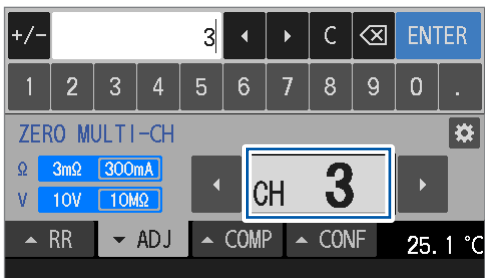 +/- 3 ◂ ▸ C ⌫ ENTER
1 2 3 4 5 6 7 8 9 0 .
ZERO MULTI-CH
Ω 3mΩ 300mA
V 10V 10MΩ
◂ CH 3 ▸
▲ RR ▼ ADJ ▲ COMP ▲ CONF 25.1 °C